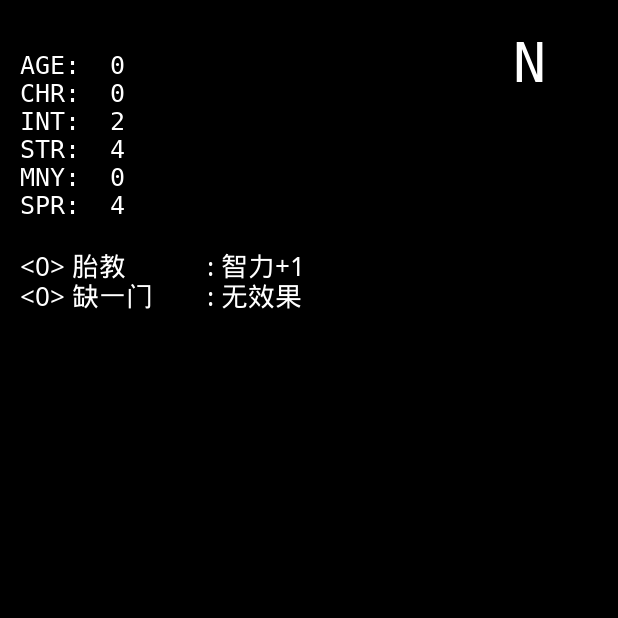 N
AGE: 0
CHR: 0
INT: 2
STR: 4
MNY: 0
SPR: 4
<O> 胎教 : 智力+1
<O> 缺一门 : 无效果